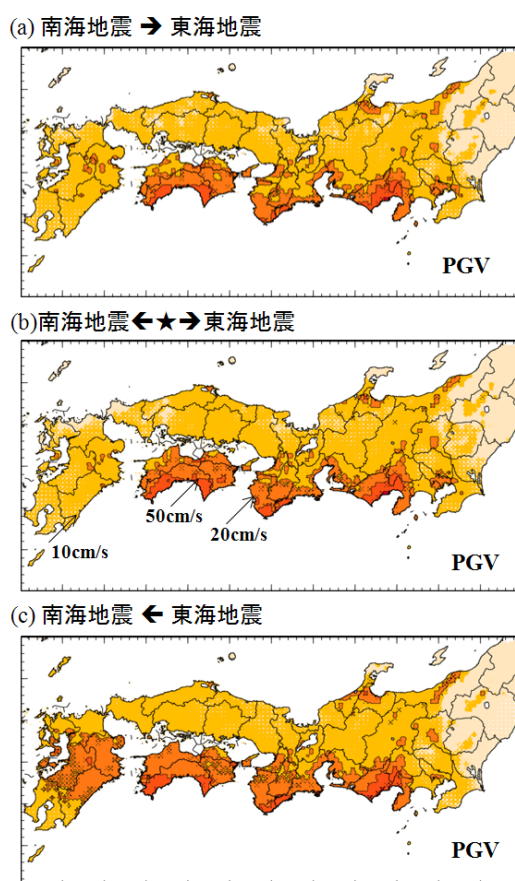 (a) 南海地震 → 東海地震
PGV
(b)南海地震←★→東海地震
10cm/s
50cm/s
20cm/s
PGV
(c) 南海地震 ← 東海地震
PGV